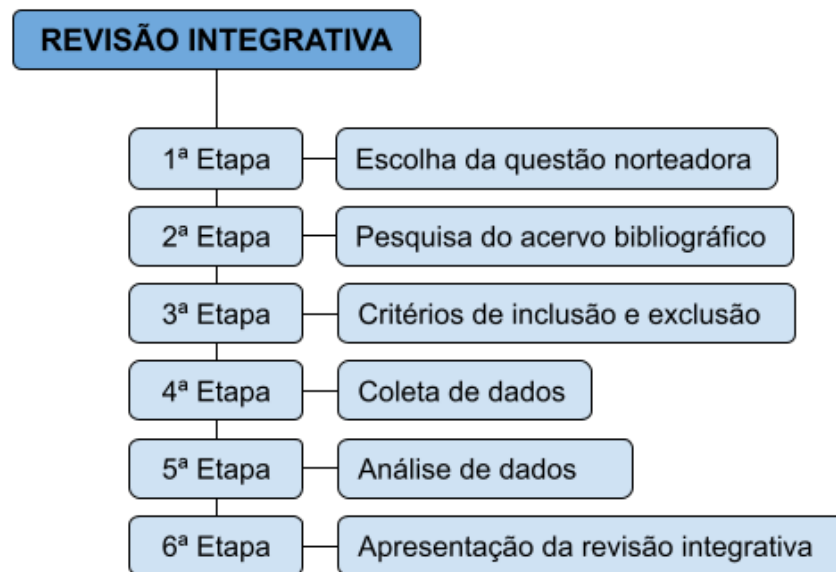 REVISÃO INTEGRATIVA
1ª Etapa
Escolha da questão norteadora
2ª Etapa
Pesquisa do acervo bibliográfico
3ª Etapa
Critérios de inclusão e exclusão
4ª Etapa
Coleta de dados
5ª Etapa
Análise de dados
6ª Etapa
Apresentação da revisão integrativa